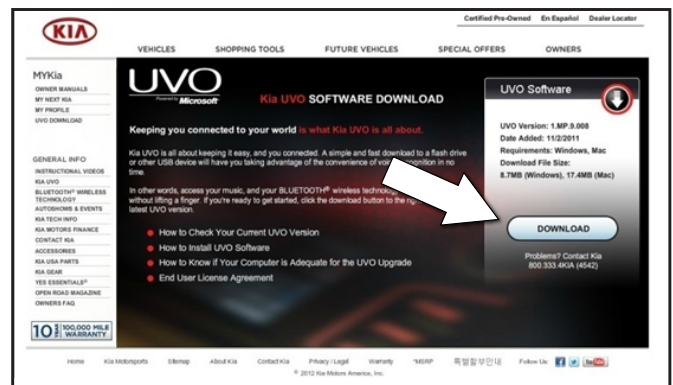 KIA
Certified Pre-Owned En Español Dealer Locator
VEHICLES SHOPPING TOOLS FUTURE VEHICLES SPECIAL OFFERS OWNERS
MYKia
OWNER MANUALS
MY NEXT KIA
MY PROFILE
UVO DOWNLOAD
GENERAL INFO
INSTRUCTIONAL VIDEOS
KIA UVO
BLUETOOTH® WIRELESS
TECHNOLOGY
AUTOSHOWS & EVENTS
KIA TECH INFO
KIA MOTORS FINANCE
CONTACT KIA
ACCESSORIES
KIA USA PARTS
KIA GEAR
YES ESSENTIALS®
OPEN ROAD MAGAZINE
OWNERS FAQ
10 100,000 MILE
WARRANTY
UVO
Powered by Microsoft
Kia UVO SOFTWARE DOWNLOAD
Keeping you connected to your world is what Kia UVO is all about.
Kia UVO is all about keeping it easy, and you connected. A simple and fast download to a flash drive
or other USB device will have you taking advantage of the convenience of voice recognition in no
time.
In other words, access your music, and your BLUETOOTH® wireless technology
without lifting a finger. If you're ready to get started, click the download button to the
latest UVO version.
How to Check Your Current UVO Version
How to Install UVO Software
How to Know if Your Computer is Adequate for the UVO Upgrade
End User License Agreement
UVO Software
UVO Version: 1.MP.9.008
Date Added: 11/2/2011
Requirements: Windows, Mac
Download File Size:
8.7MB (Windows), 17.4MB (Mac)
DOWNLOAD
Problems? Contact Kia
800.333.4KIA (4542)
Home Kia Motorsports Sitemap About Kia Contact Kia Privacy / Legal Warranty *MSRP 특별할부안내 Follow Us: YouTube
© 2012 Kia Motors America, Inc.